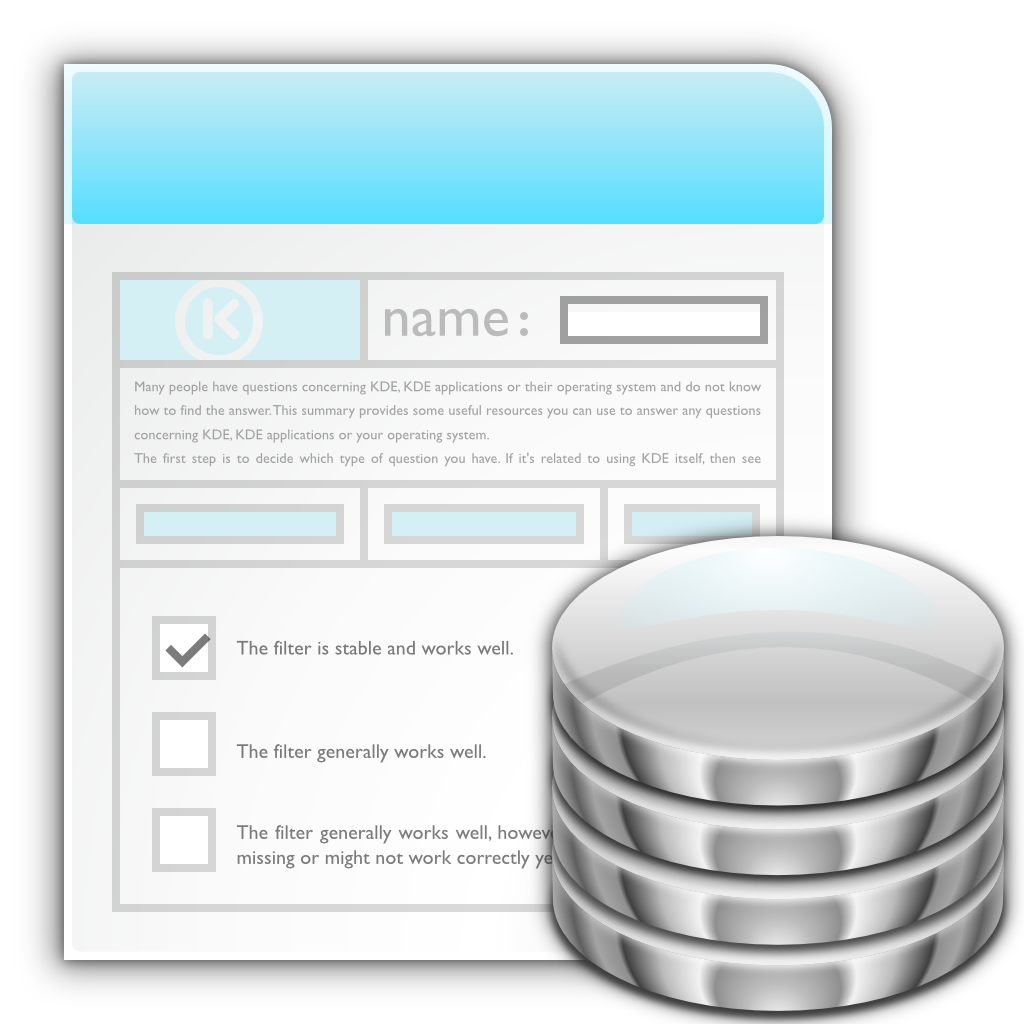 K
name:
Many people have questions concerning KDE, KDE applications or their operating system and do not know
how to find the answer. This summary provides some useful resources you can use to answer any questions
concerning KDE, KDE applications or your operating system.
The first step is to decide which type of question you have. If it's related to using KDE itself, then see
The filter is stable and works well.
The filter generally works well.
The filter generally works well,
missing or might not work correctly